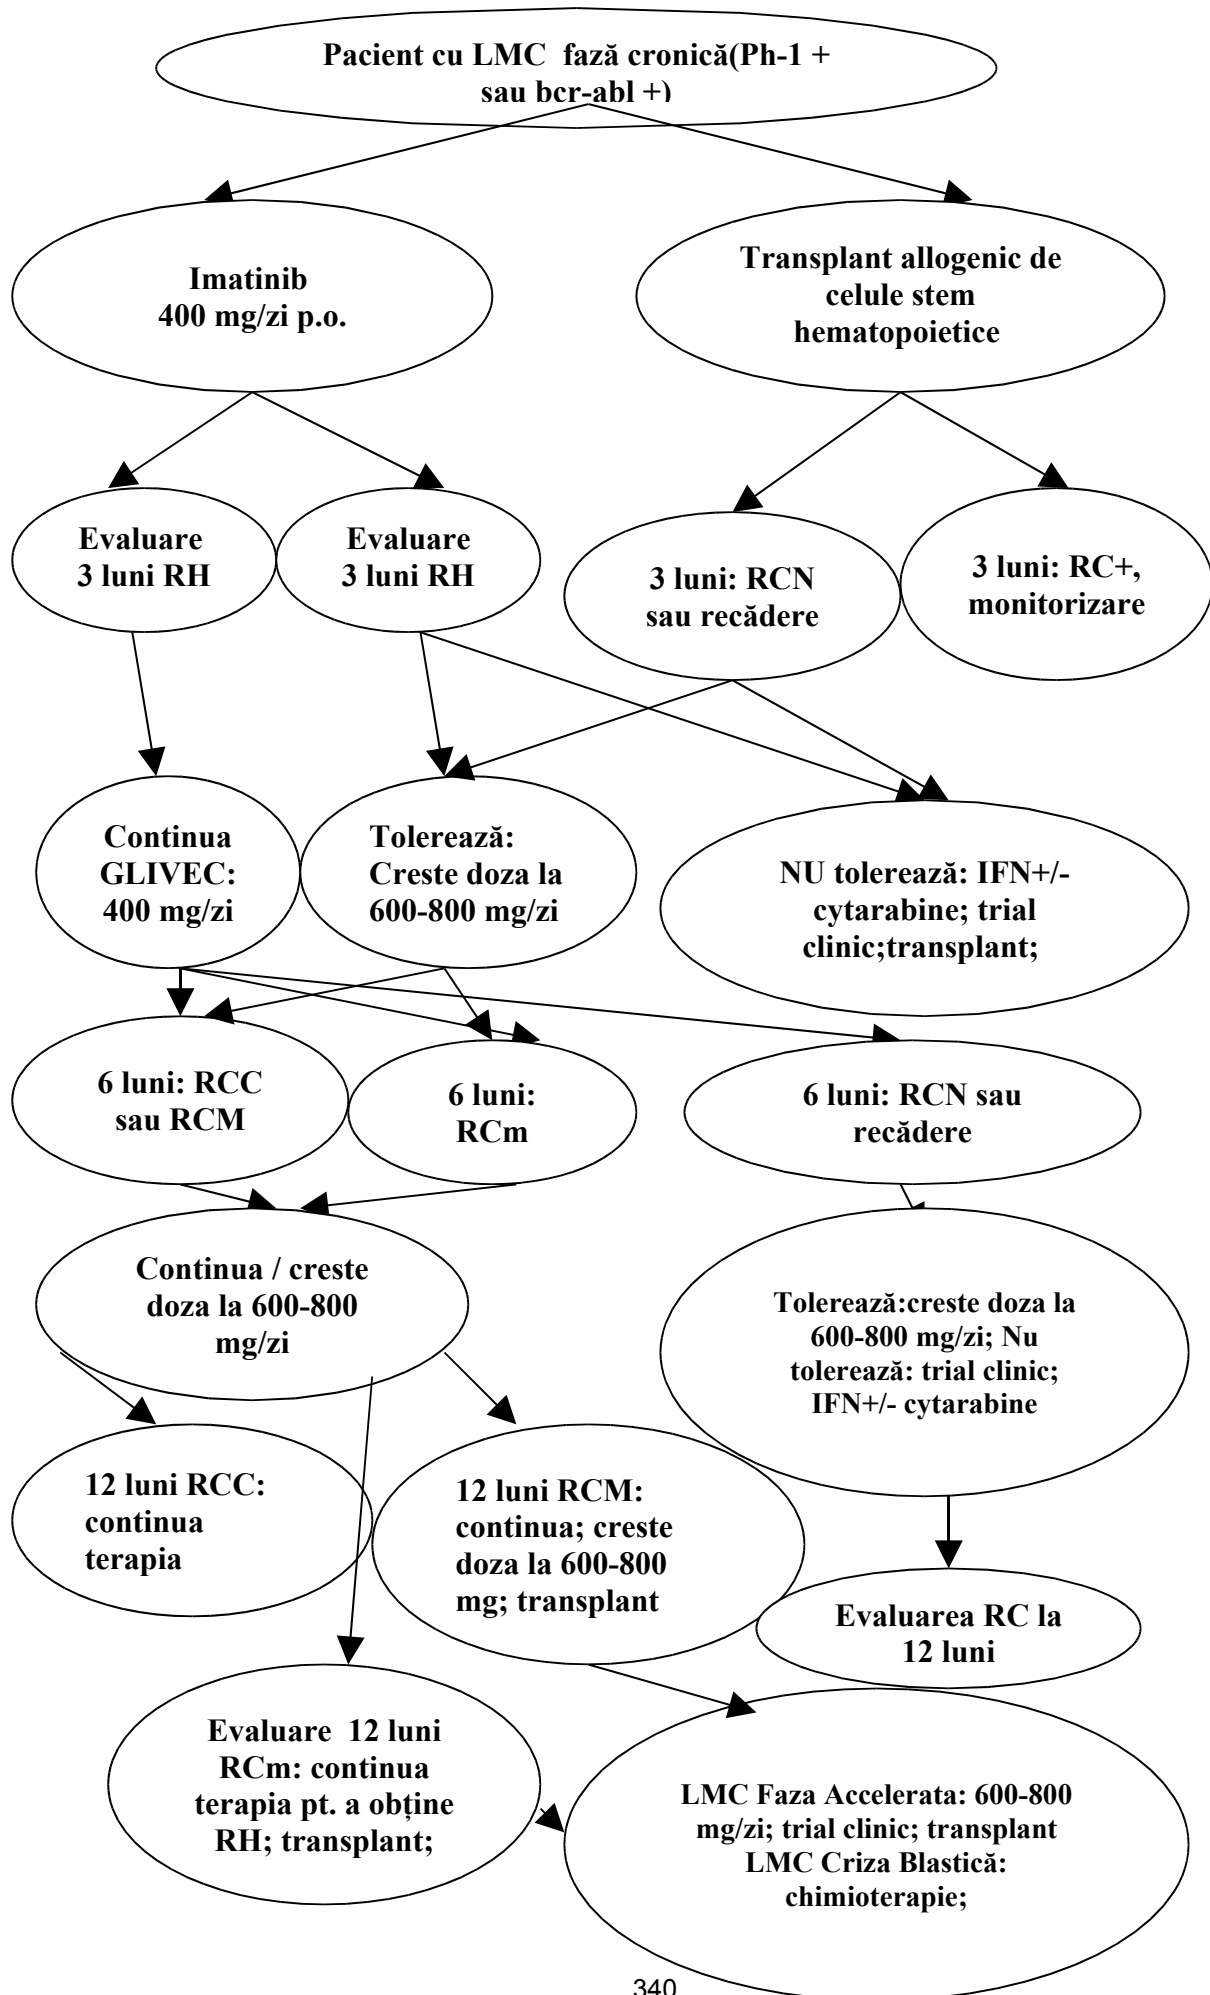 Pacient cu LMC fază cronică(Ph-1 +
sau bcr-abl +)
Imatinib
400 mg/zi p.o.
Transplant allogenic de
celule stem
hematopoietice
Evaluare
3 luni RH
Evaluare
3 luni RH
3 luni: RCN
sau recădere
3 luni: RC+,
monitorizare
Continua
GLIVEC:
400 mg/zi
Tolerează:
Creste doza la
600-800 mg/zi
NU tolerează: IFN+/-
cytarabine; trial
clinic;transplant;
6 luni: RCC
sau RCM
6 luni:
RCm
6 luni: RCN sau
recădere
Continua / creste
doza la 600-800
mg/zi
Tolerează:creste doza la
600-800 mg/zi; Nu
tolerează: trial clinic;
IFN+/- cytarabine
12 luni RCC:
continua
terapia
12 luni RCM:
continua; creste
doza la 600-800
mg; transplant
Evaluarea RC la
12 luni
Evaluare 12 luni
RCm: continua
terapia pt. a obține
RH; transplant;
LMC Faza Accelerata: 600-800
mg/zi; trial clinic; transplant
LMC Criza Blastică:
chimioterapie;
340